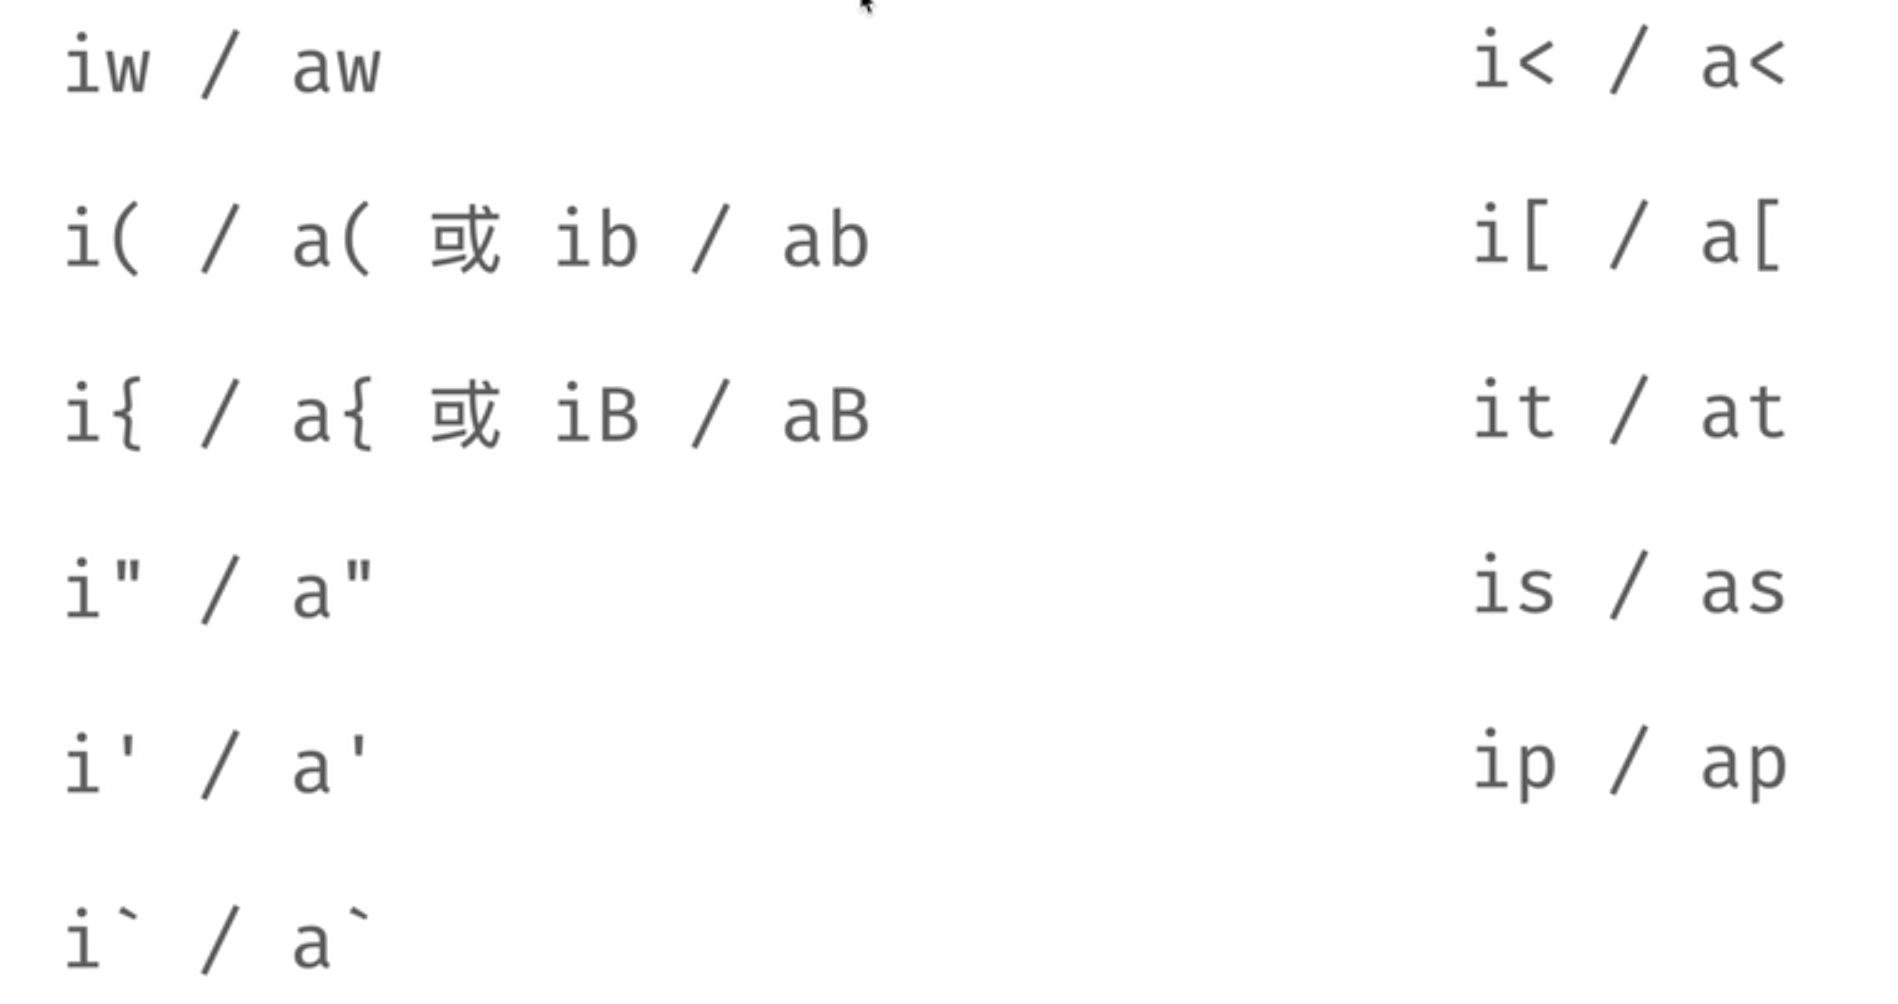 iw / aw
i( / a( 或 ib / ab
i{ / a{ 或 iB / aB
i" / a"
i' / a'
i` / a`
i< / a<
i[ / a[
it / at
is / as
ip / ap